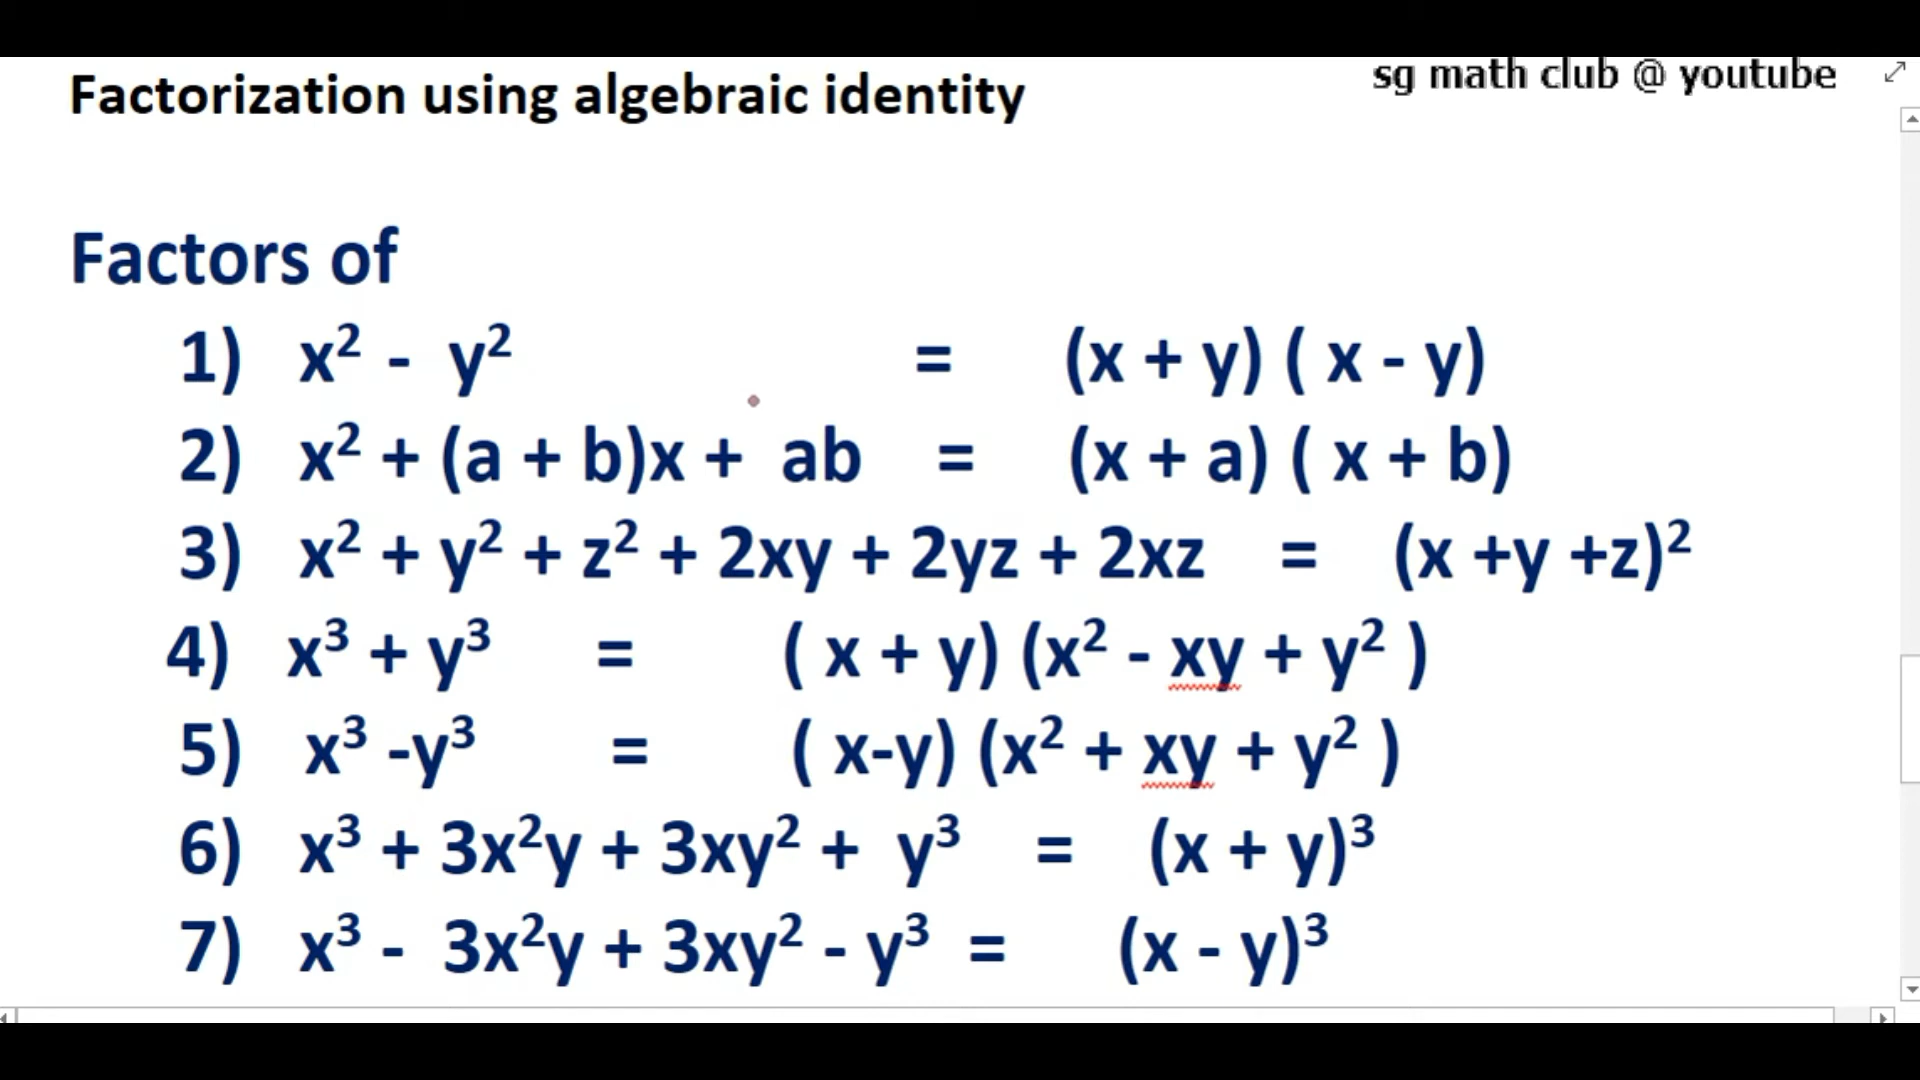 sg math club @ youtube
Factorization using algebraic identity
Factors of
1) x² - y² = (x + y) ( x - y)
2) x² + (a + b)x + ab = (x + a) ( x + b)
3) x² + y² + z² + 2xy + 2yz + 2xz = (x +y +z)²
4) x³ + y³ = ( x + y) (x² - xy + y² )
5) x³ -y³ = ( x-y) (x² + xy + y² )
6) x³ + 3x²y + 3xy² + y³ = (x + y)³
7) x³ - 3x²y + 3xy² - y³ = (x - y)³